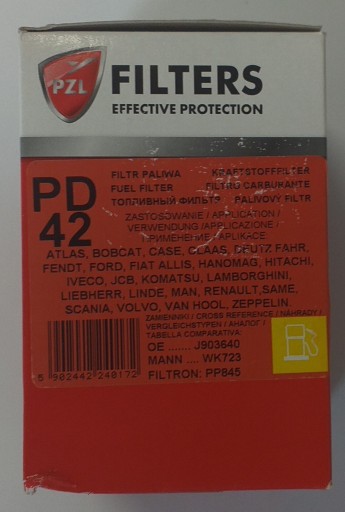 PZL
FILTERS
EFFECTIVE PROTECTION
PD
42
FILTR PALIWA KRAFTSTOFFFILTER
FUEL FILTER FILTRO CARBURANTE
ТОПЛИВНЫЙ ФИЛЬТР PALIVOVÝ FILTR
ZASTOSOWANIE / APPLICATION /
VERWENDUNG / APPLICAZIONE /
ПРИМЕНЕНИЕ / APLIKACE
ATLAS, BOBCAT, CASE, CLAAS, DEUTZ FAHR,
FENDT, FORD, FIAT ALLIS, HANOMAG, HITACHI,
IVECO, JCB, KOMATSU, LAMBORGHINI,
LIEBHERR, LINDE, MAN, RENAULT,SAME,
SCANIA, VOLVO, VAN HOOL, ZEPPELIN.
ZAMIENNIKI / CROSS REFERENCE / NÁHRADY /
VERGLEICHSTYPEN / АНАЛОГ /
TABELLA COMPARATIVA:
OE ....... J903640
MANN .... WK723
FILTRON: PP845
5 902442 240172